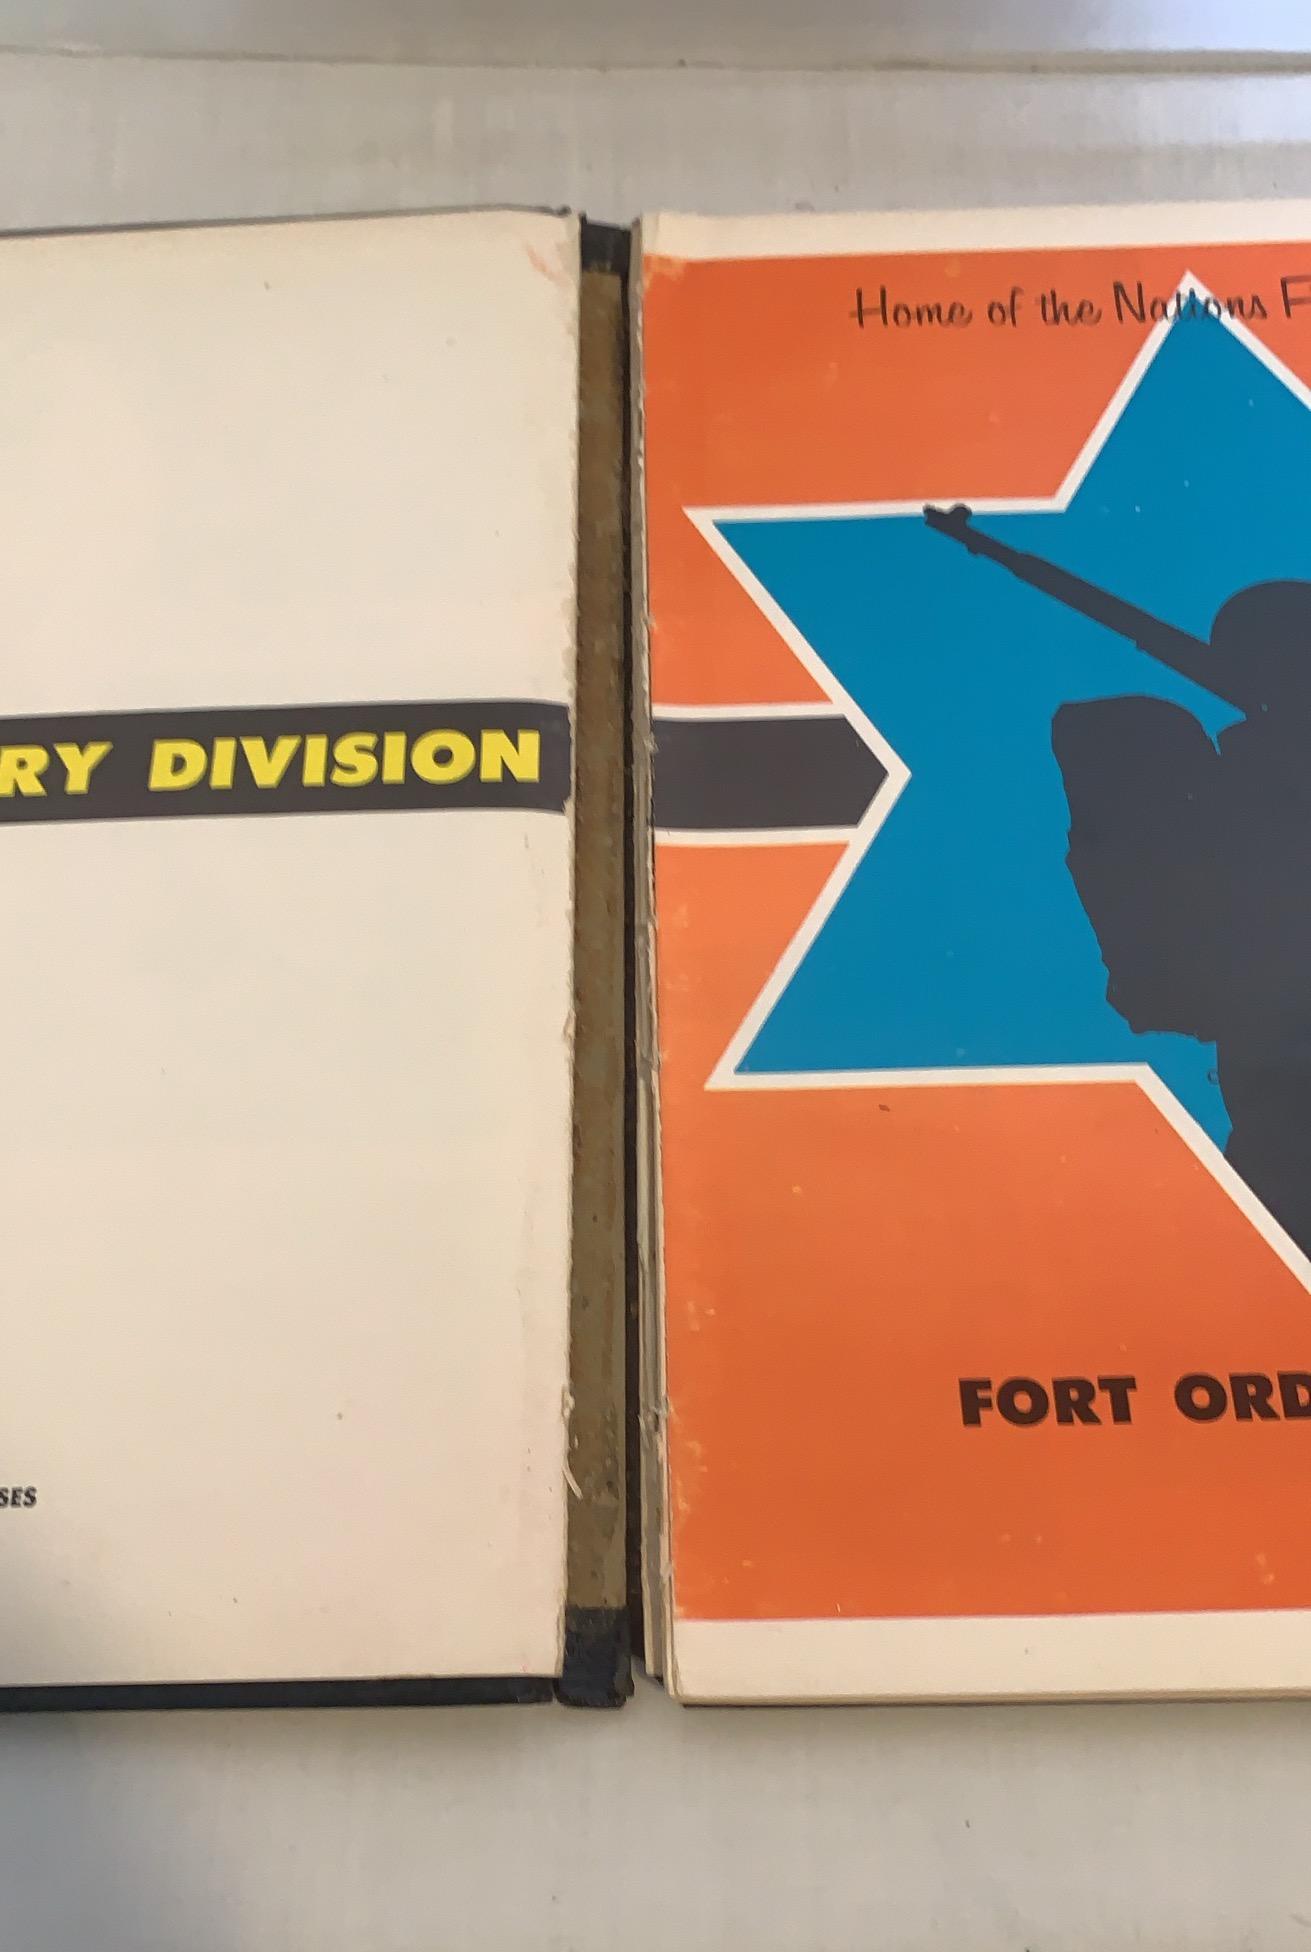 RY DIVISION
SES
Home of the Nations F
FORT ORD